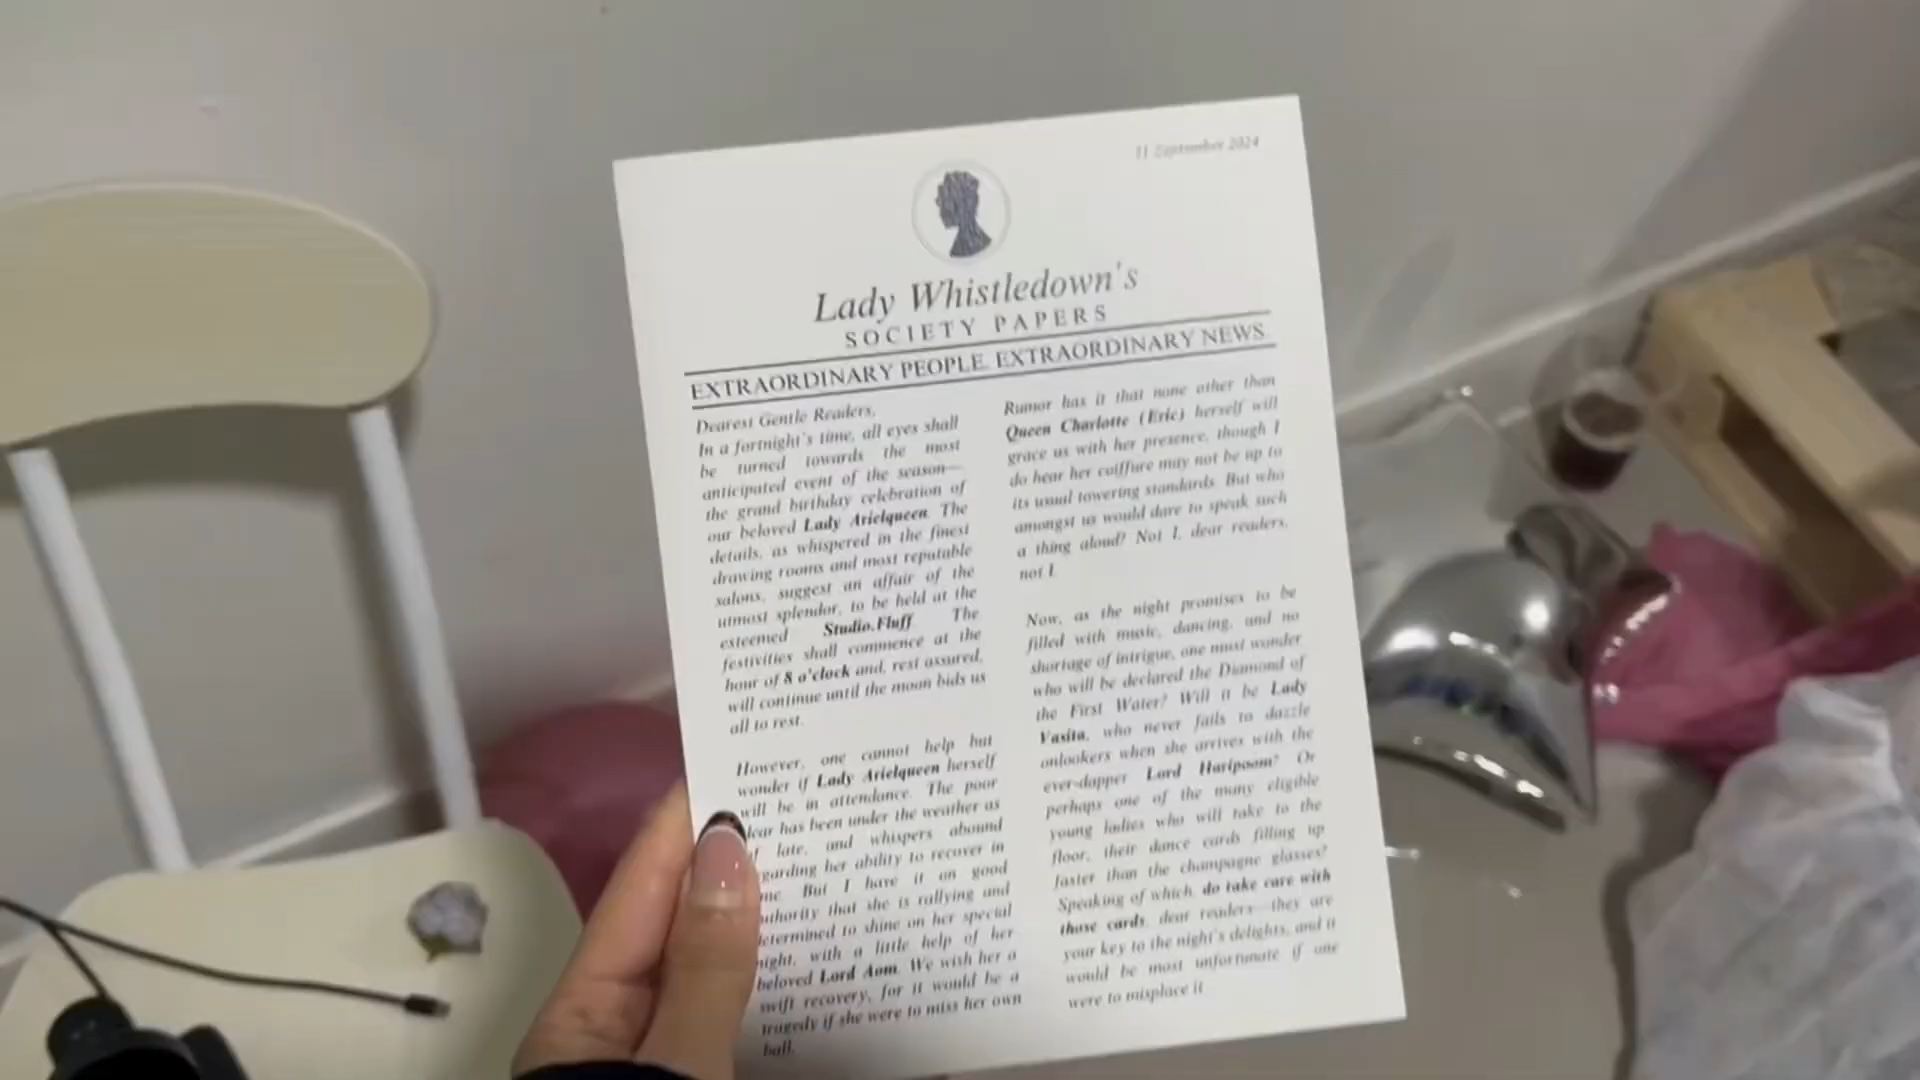 11 September 2024
Lady Whistledown's
SOCIETY PAPERS
EXTRAORDINARY PEOPLE. EXTRAORDINARY NEWS.
Dearest Gentle Readers,
In a fortnight's time, all eyes shall
be turned towards the most
anticipated event of the season—
the grand birthday celebration of
our beloved Lady Arielqueen. The
details, as whispered in the finest
drawing rooms and most reputable
salons, suggest an affair of the
utmost splendor, to be held at the
esteemed Studio.Fluff. The
festivities shall commence at the
hour of 8 o'clock and, rest assured,
will continue until the moon bids us
all to rest.
However, one cannot help but
wonder if Lady Arielqueen herself
will be in attendance. The poor
dear has been under the weather as
of late, and whispers abound
garding her ability to recover in
me. But I have it on good
uthority that she is rallying and
determined to shine on her special
night, with a little help of her
beloved Lord Aom. We wish her a
swift recovery, for it would be a
tragedy if she were to miss her own
ball.
Rumor has it that none other than
Queen Charlotte (Eric) herself will
grace us with her presence, though I
do hear her coiffure may not be up to
its usual towering standards. But who
amongst us would dare to speak such
a thing aloud? Not I, dear readers,
not I.
Now, as the night promises to be
filled with music, dancing, and no
shortage of intrigue, one must wonder
who will be declared the Diamond of
the First Water? Will it be Lady
Vasita, who never fails to dazzle
onlookers when she arrives with the
ever-dapper Lord Haripoom? Or
perhaps one of the many eligible
young ladies who will take to the
floor, their dance cards filling up
faster than the champagne glasses?
Speaking of which, do take care with
those cards, dear readers—they are
your key to the night's delights, and it
would be most unfortunate if one
were to misplace it